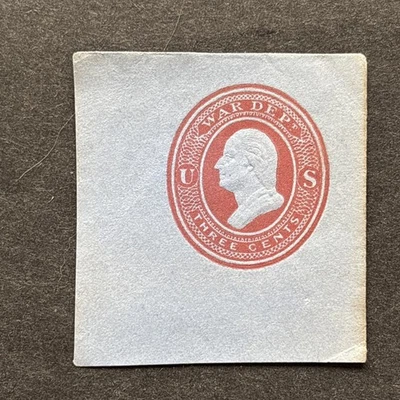 WAR DEPT
U S
THREE CENTS